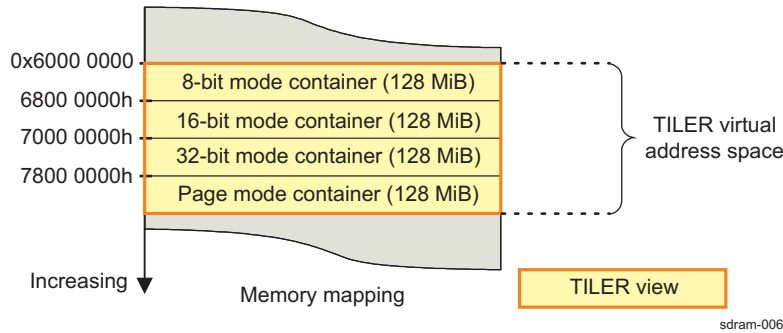 0x6000 0000
8-bit mode container (128 MiB)
6800 0000h
16-bit mode container (128 MiB)
7000 0000h
32-bit mode container (128 MiB)
7800 0000h
Page mode container (128 MiB)
TILER virtual
address space
Increasing
Memory mapping
TILER view
sdram-006